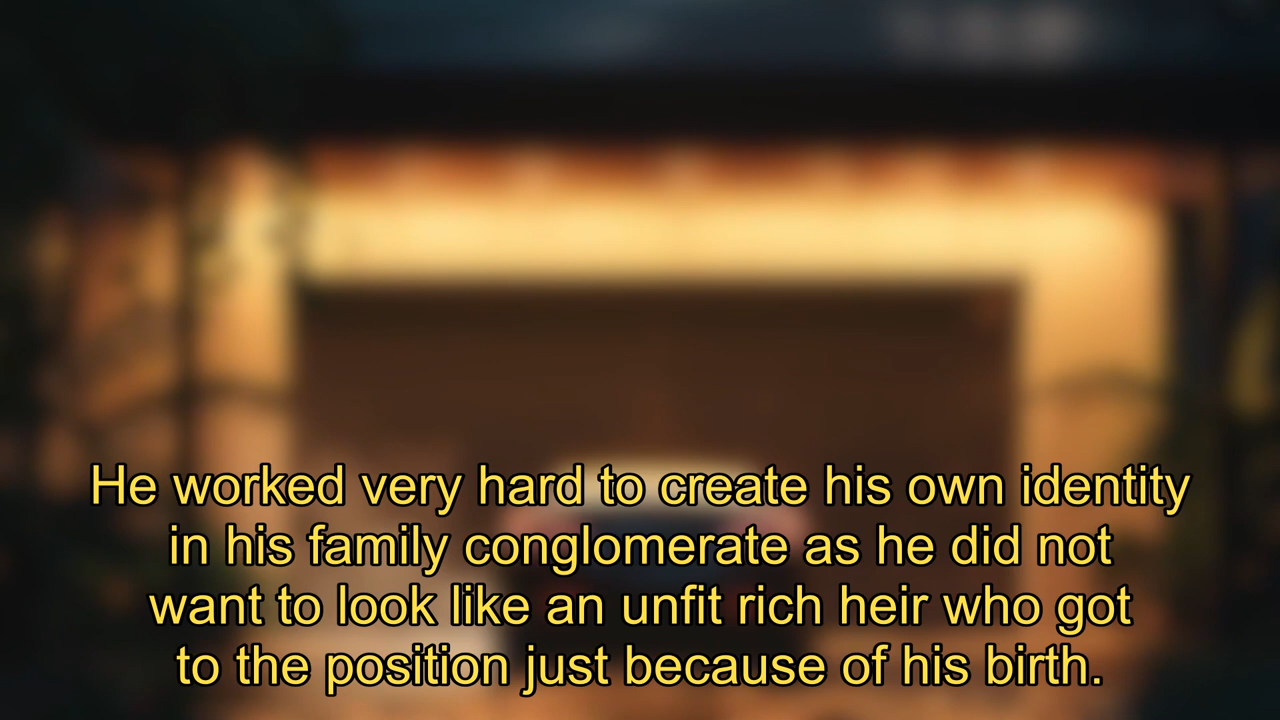 He worked very hard to create his own identity
in his family conglomerate as he did not
want to look like an unfit rich heir who got
to the position just because of his birth.